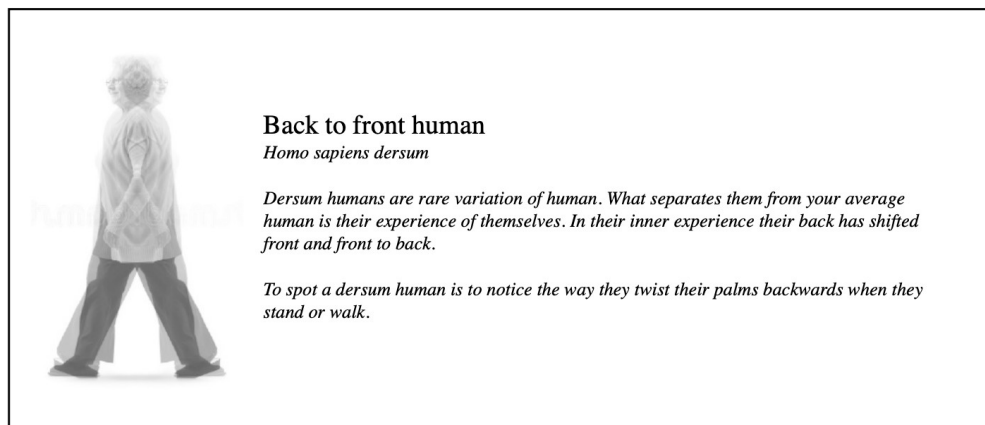 Back to front human
Homo sapiens dersum
Dersum humans are rare variation of human. What separates them from your average
human is their experience of themselves. In their inner experience their back has shifted
front and front to back.
To spot a dersum human is to notice the way they twist their palms backwards when they
stand or walk.